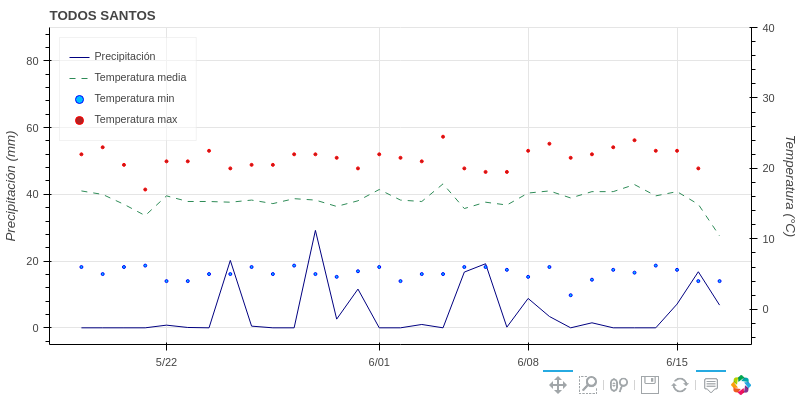 TODOS SANTOS
Precipitación
Temperatura media
Temperatura min
Temperatura max
Precipitación (mm)
80
60
40
20
0
40
30
20
10
0
Temperatura (°C)
5/22
6/01
6/08
6/15